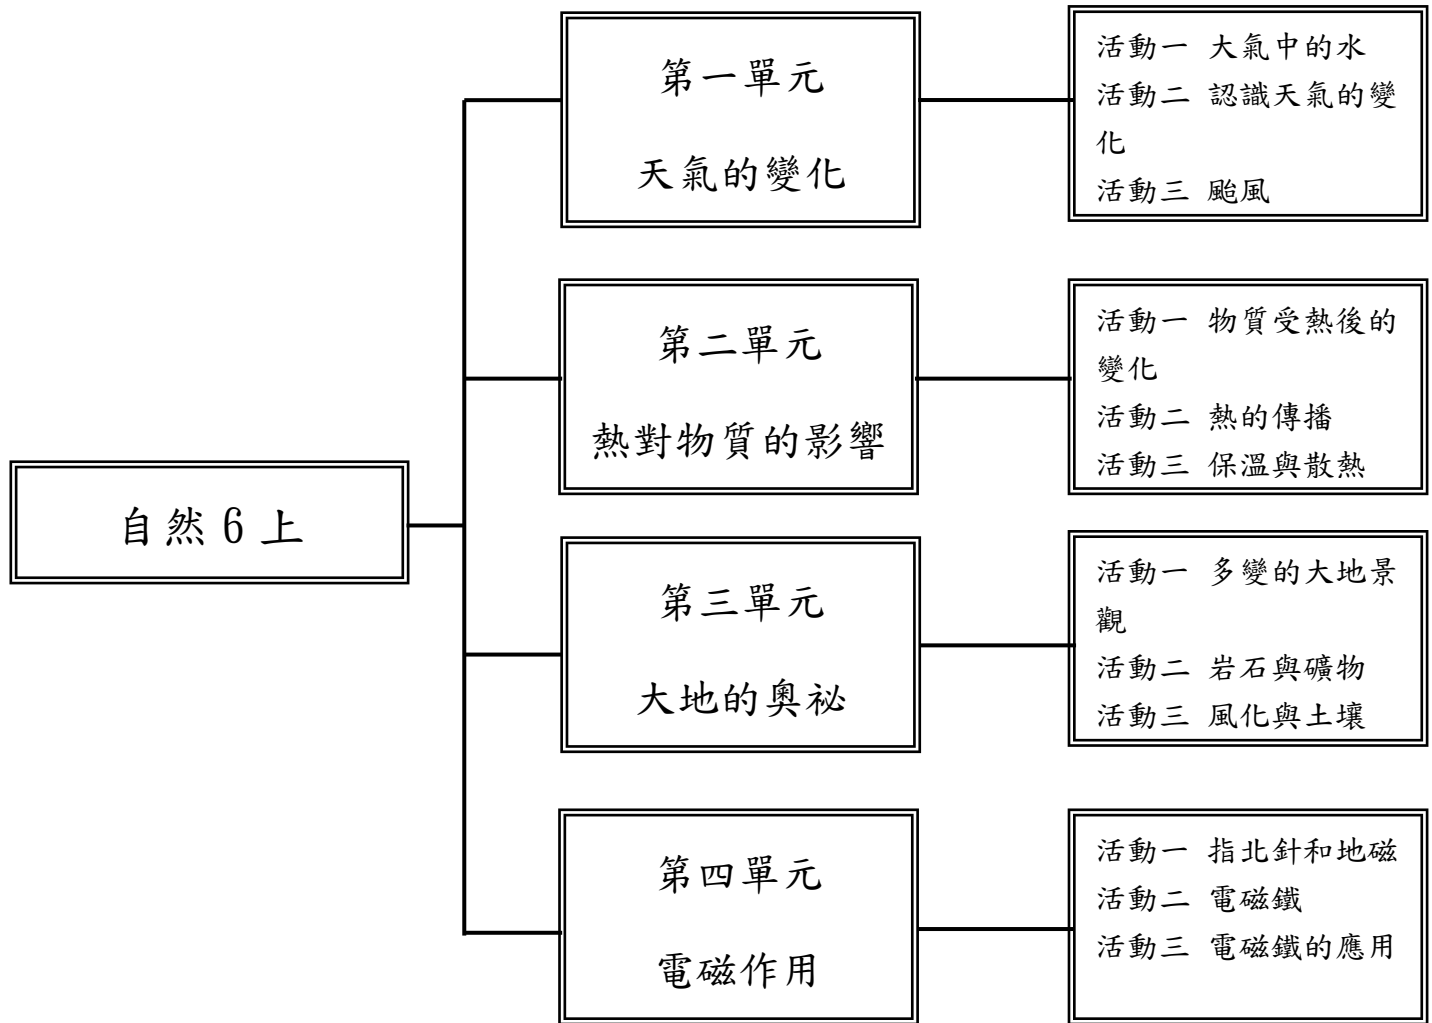 第一單元
天氣的變化
活動一 大氣中的水
活動二 認識天氣的變
化
活動三 颱風
第二單元
熱對物質的影響
活動一 物質受熱後的
變化
活動二 熱的傳播
活動三 保溫與散熱
自然6上
第三單元
大地的奧祕
活動一 多變的大地景
觀
活動二 岩石與礦物
活動三 風化與土壤
第四單元
電磁作用
活動一 指北針和地磁
活動二 電磁鐵
活動三 電磁鐵的應用